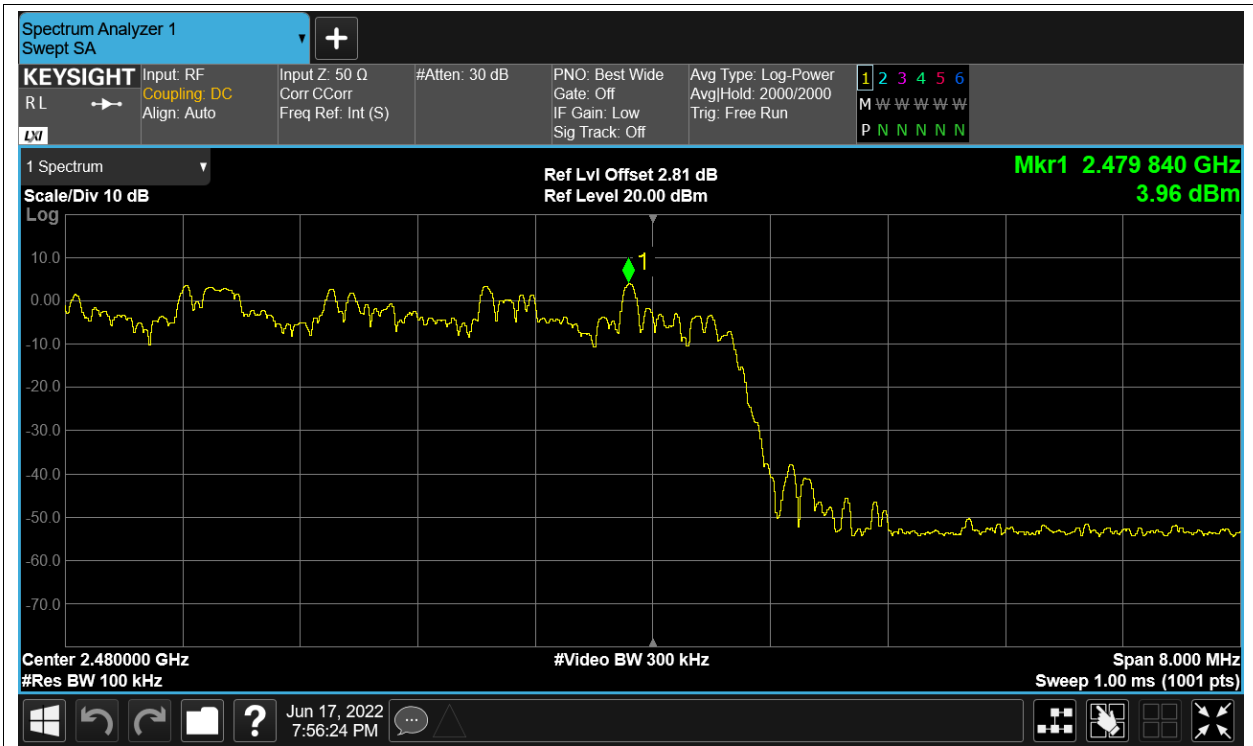 Spectrum Analyzer 1
Swept SA
KEYSIGHT
R L
LXI
Input: RF
Coupling: DC
Align: Auto
Input Z: 50 Ω
Corr CCorr
Freq Ref: Int (S)
#Atten: 30 dB
PNO: Best Wide
Gate: Off
IF Gain: Low
Sig Track: Off
Avg Type: Log-Power
Avg|Hold: 2000/2000
Trig: Free Run
1 2 3 4 5 6
M W W W W W
P N N N N N
1 Spectrum
Scale/Div 10 dB
Log
Ref Lvl Offset 2.81 dB
Ref Level 20.00 dBm
Mkr1 2.479 840 GHz
3.96 dBm
1
10.0
0.00
-10.0
-20.0
-30.0
-40.0
-50.0
-60.0
-70.0
Center 2.480000 GHz
#Res BW 100 kHz
#Video BW 300 kHz
Span 8.000 MHz
Sweep 1.00 ms (1001 pts)
?
Jun 17, 2022
7:56:24 PM